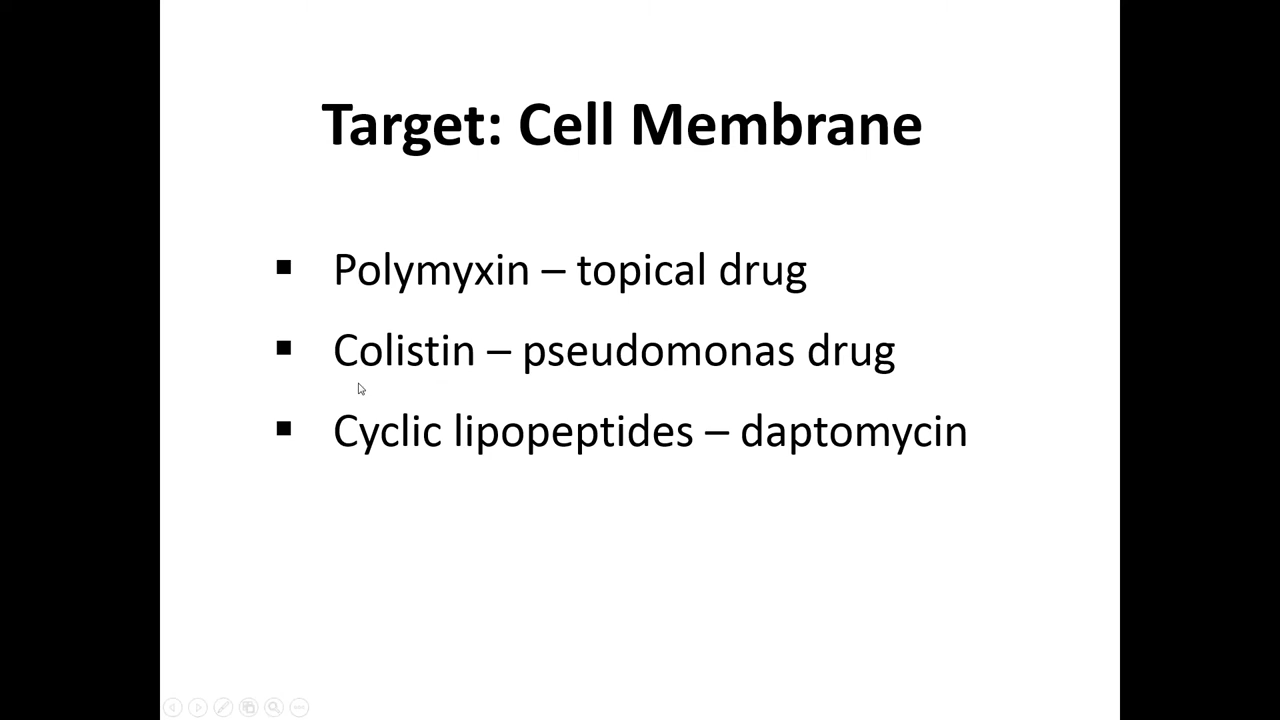 Target: Cell Membrane
▪ Polymyxin – topical drug
▪ Colistin – pseudomonas drug
▪ Cyclic lipopeptides – daptomycin